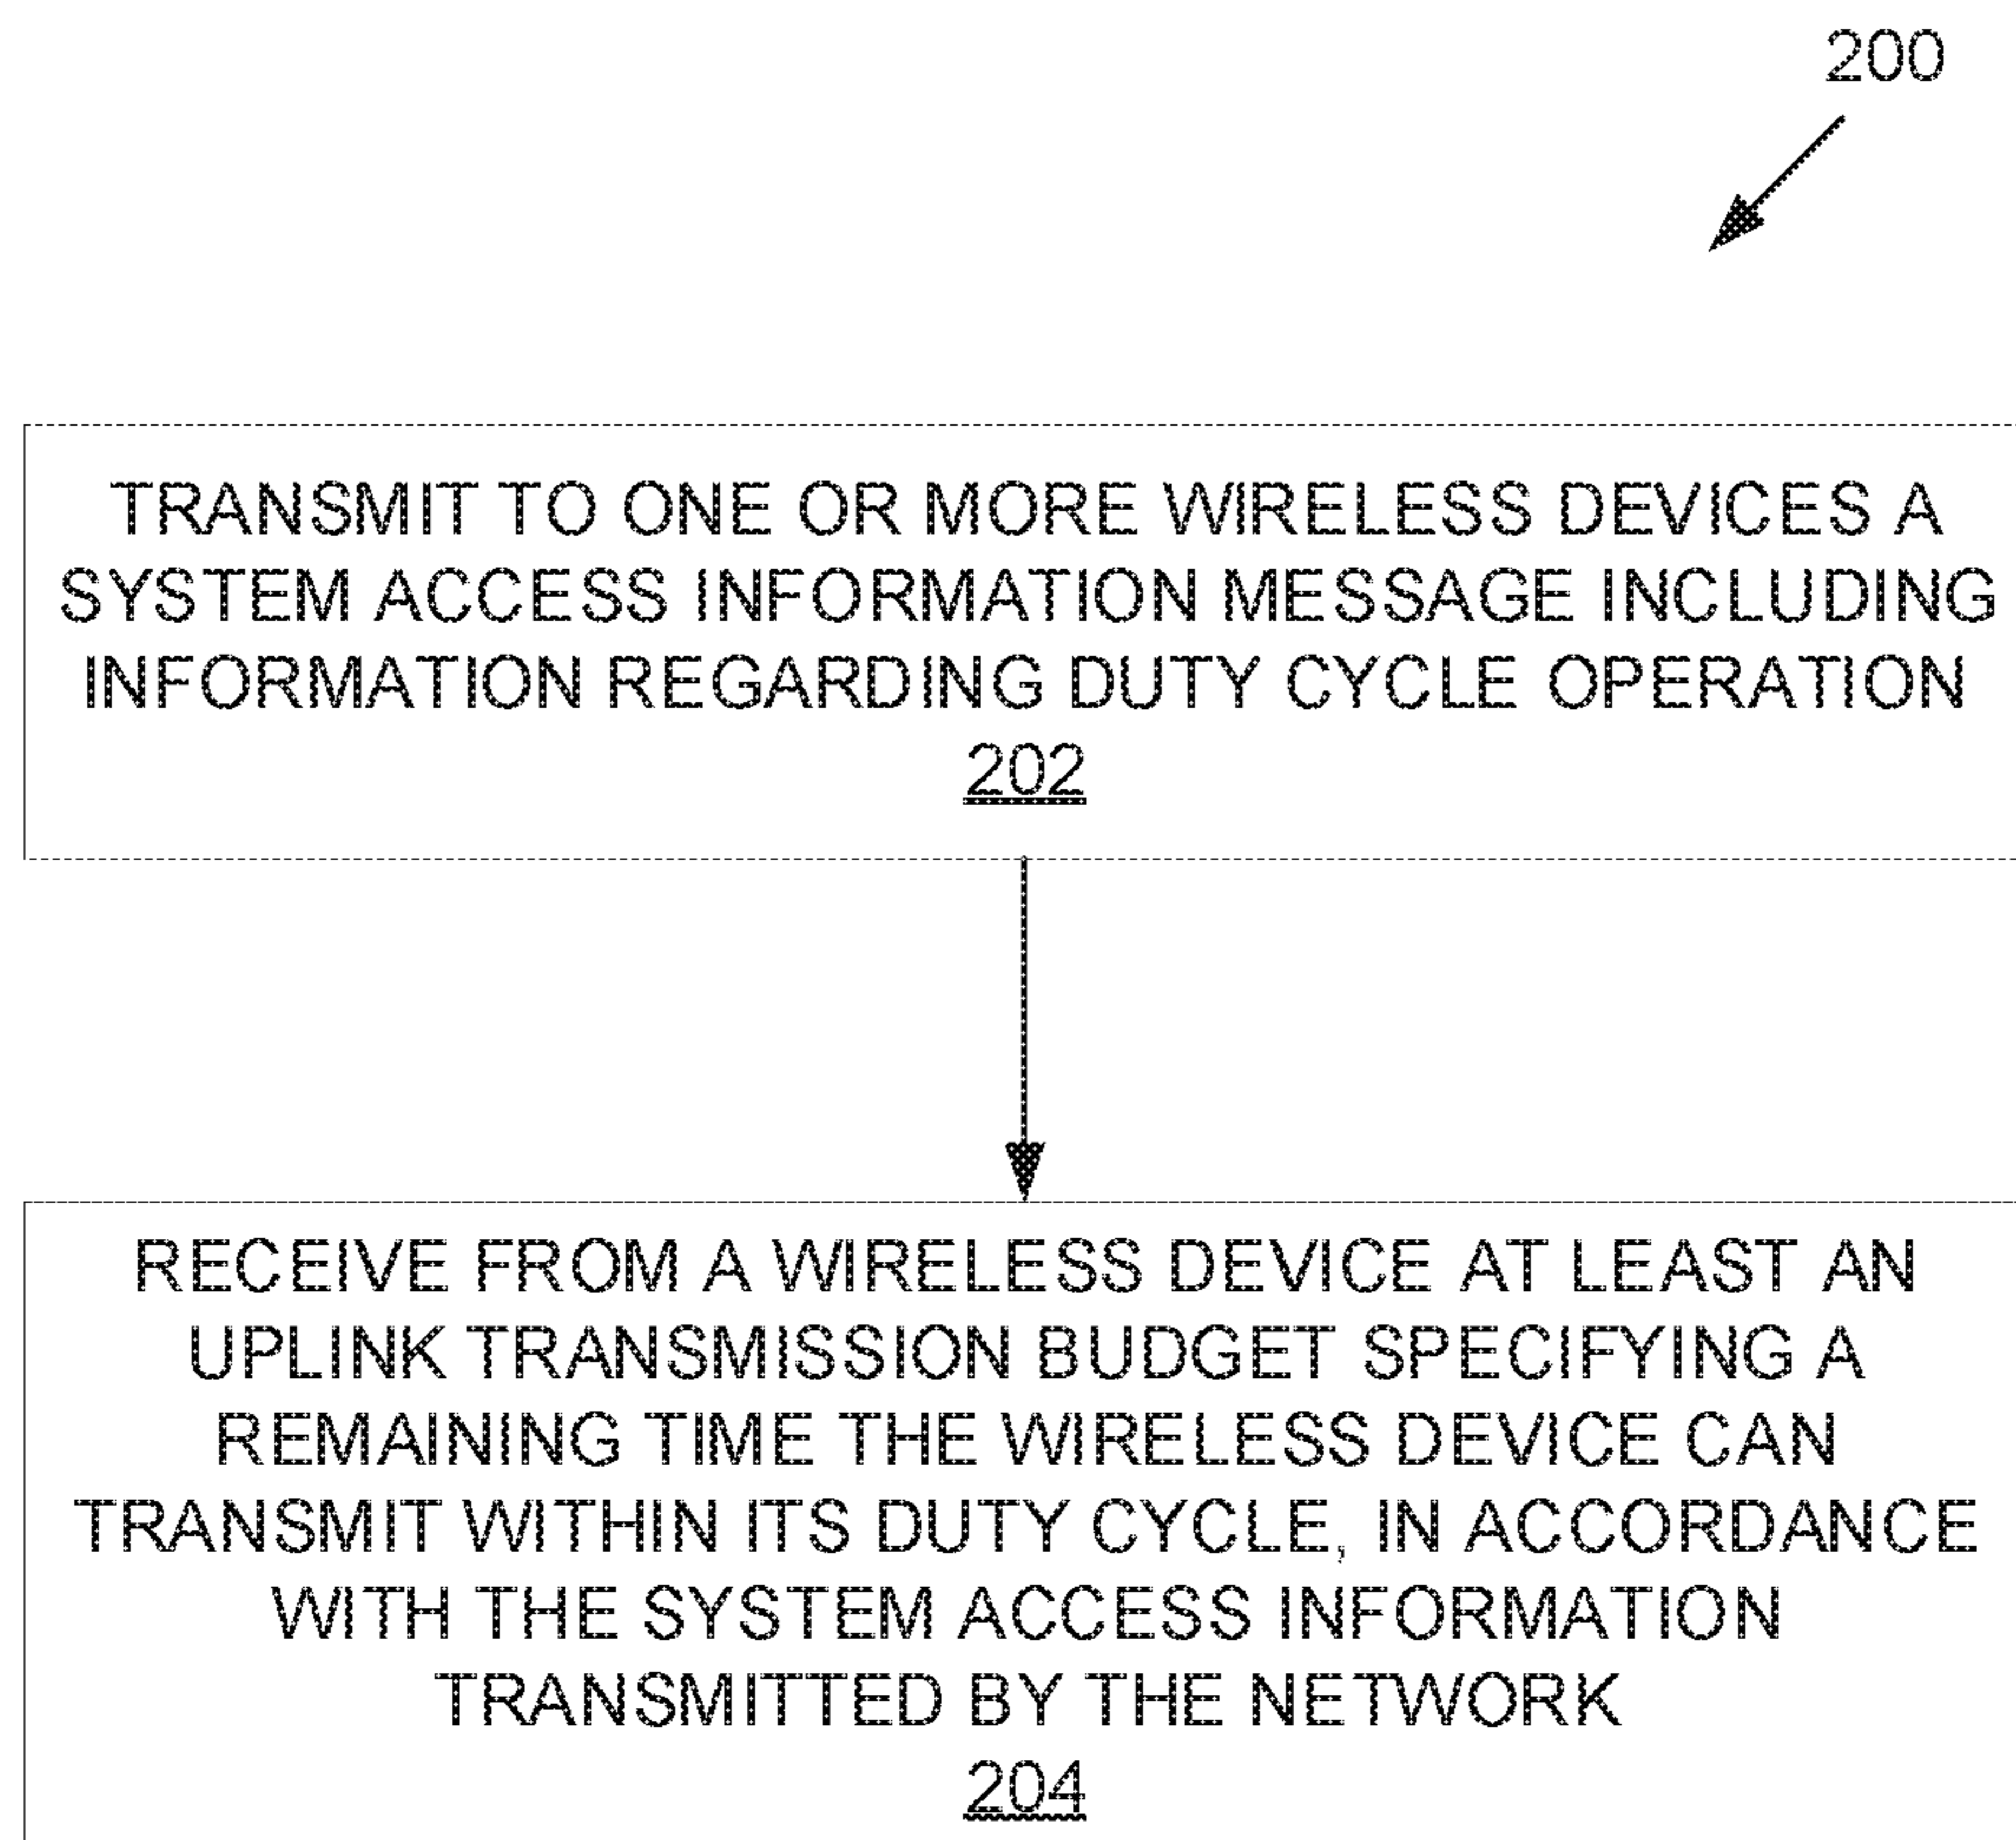 200
TRANSMIT TO ONE OR MORE WIRELESS DEVICES A
SYSTEM ACCESS INFORMATION MESSAGE INCLUDING
INFORMATION REGARDING DUTY CYCLE OPERATION
202
RECEIVE FROM A WIRELESS DEVICE AT LEAST AN
UPLINK TRANSMISSION BUDGET SPECIFYING A
REMAINING TIME THE WIRELESS DEVICE CAN
TRANSMIT WITHIN ITS DUTY CYCLE, IN ACCORDANCE
WITH THE SYSTEM ACCESS INFORMATION
TRANSMITTED BY THE NETWORK
204